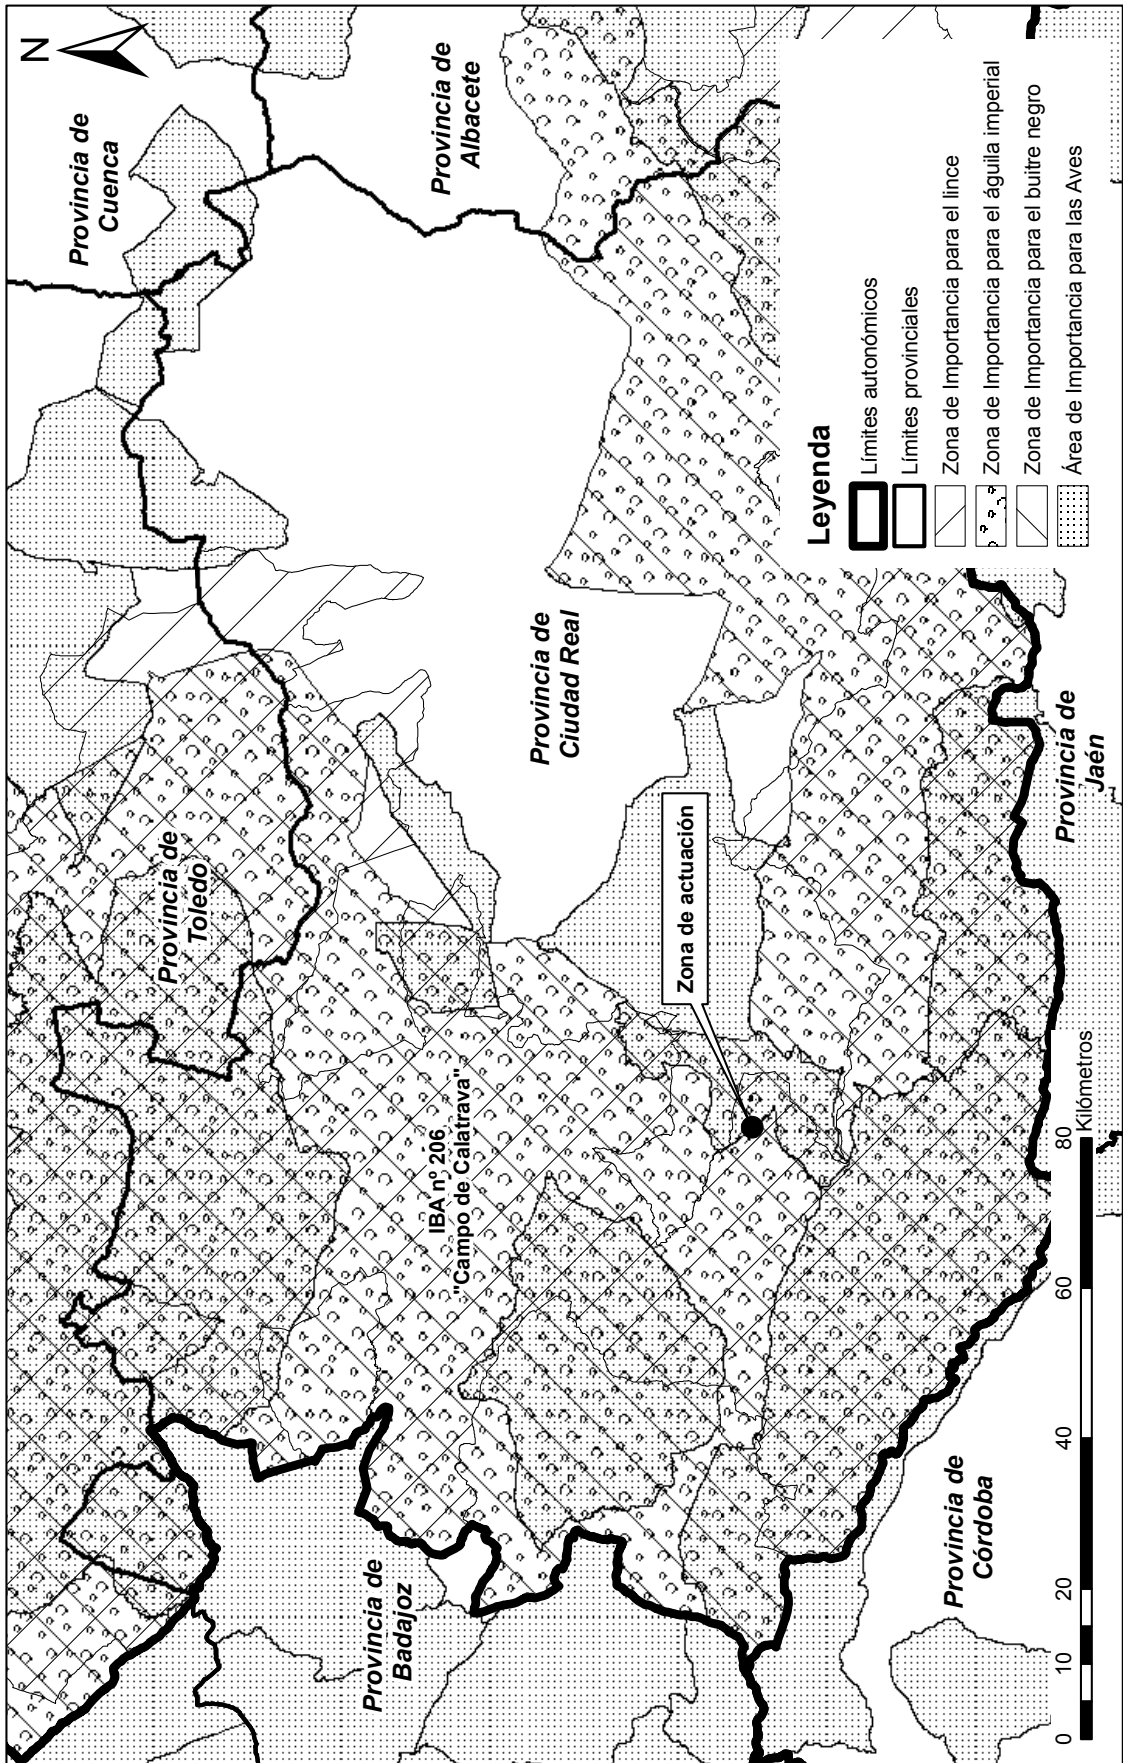 N
Provincia de
Cuenca
Provincia de
Albacete
Provincia de
Toledo
Provincia de
Ciudad Real
IBA nº 206
"Campo de Calatrava"
Zona de actuación
Provincia de
Badajoz
Provincia de
Córdoba
Provincia de
Jaén
Leyenda
Límites autonómicos
Límites provinciales
Zona de Importancia para el lince
Zona de Importancia para el águila imperial
Zona de Importancia para el buitre negro
Área de Importancia para las Aves
0 10 20 40 60 80
Kilómetros